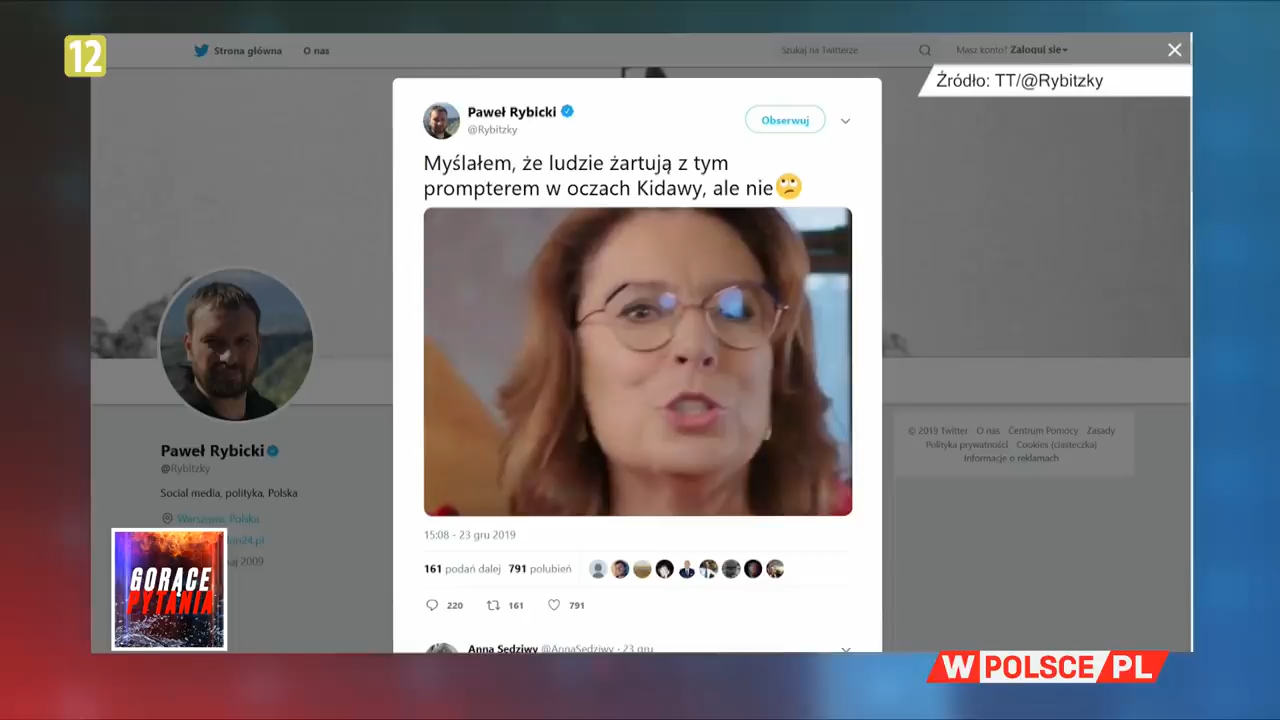 12
Strona główna O nas
Szukaj na Twitterze
Masz konto? Zaloguj się
Źródło: TT/@Rybitzky
Paweł Rybicki
@Rybitzky
Obserwuj
Myślałem, że ludzie żartują z tym
prompterem w oczach Kidawy, ale nie
15:08 - 23 gru 2019
161 podań dalej 791 polubień
220 161 791
Anna Sedziwy @AnnaSedziwy · 23 gru
Paweł Rybicki
@Rybitzky
Social media, polityka, Polska
Warszawa, Polska
2009
© 2019 Twitter O nas Centrum Pomocy Zasady
Polityka prywatności Cookies (ciasteczka)
Informacje o reklamach
GORĄCE
PYTANIA
WPOLSCE.PL